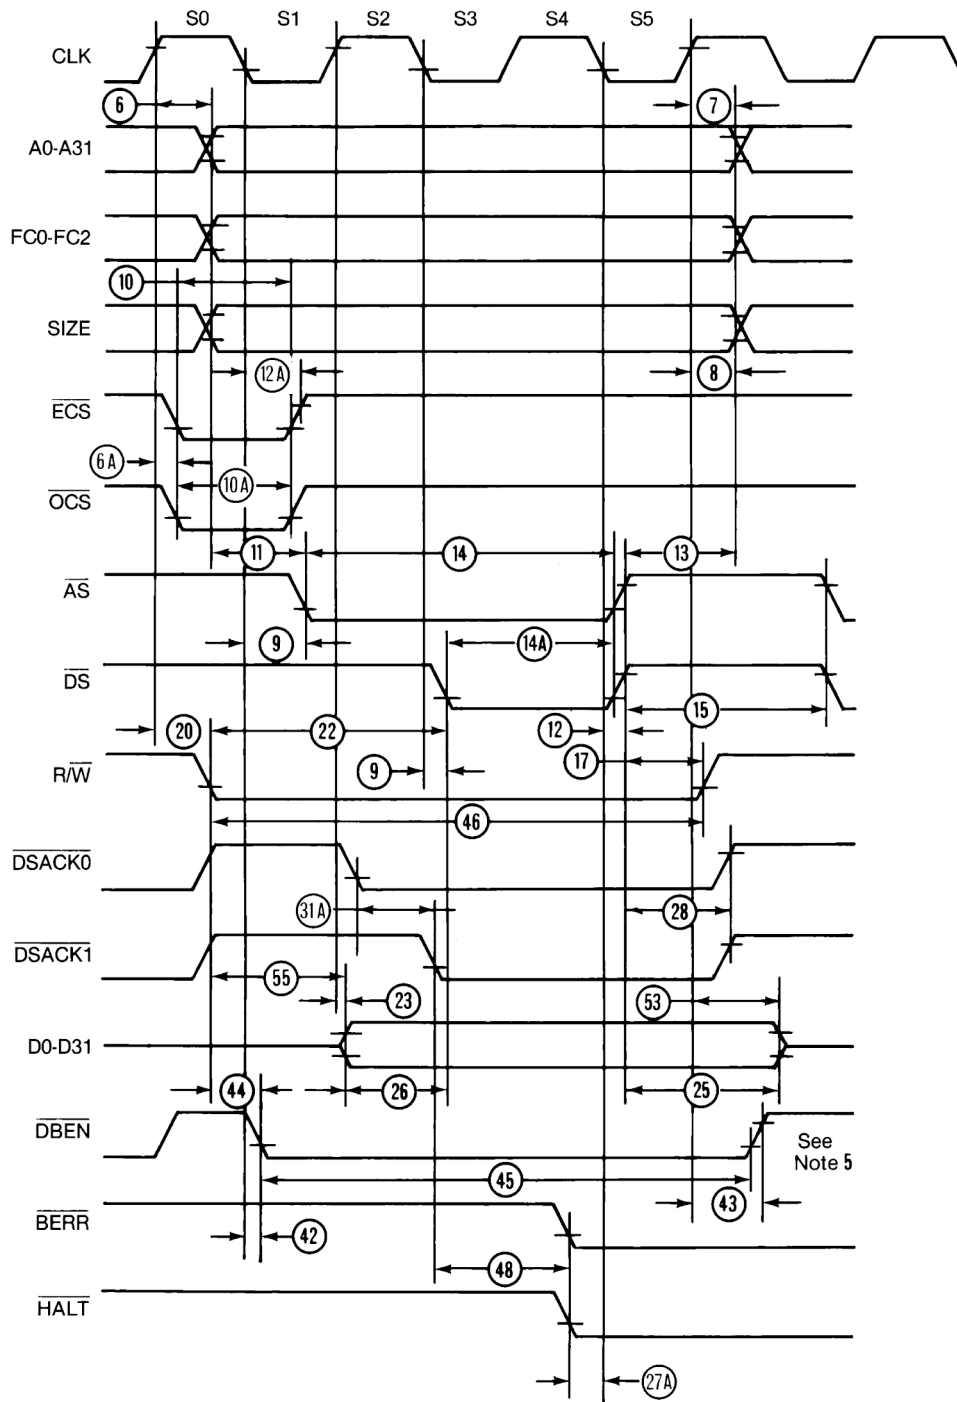 S0 S1 S2 S3 S4 S5
CLK
6 7
A0-A31
FC0-FC2
10
SIZE
12A 8
ECS
6A
10A
OCS
11 14 13
AS
9 14A
DS
15
20 22 12
17
R/W
9
46
DSACK0
31A 28
DSACK1
55 53
23
D0-D31
44 26 25
DBEN
See
Note 5
45
43
BERR
42
48
HALT
27A